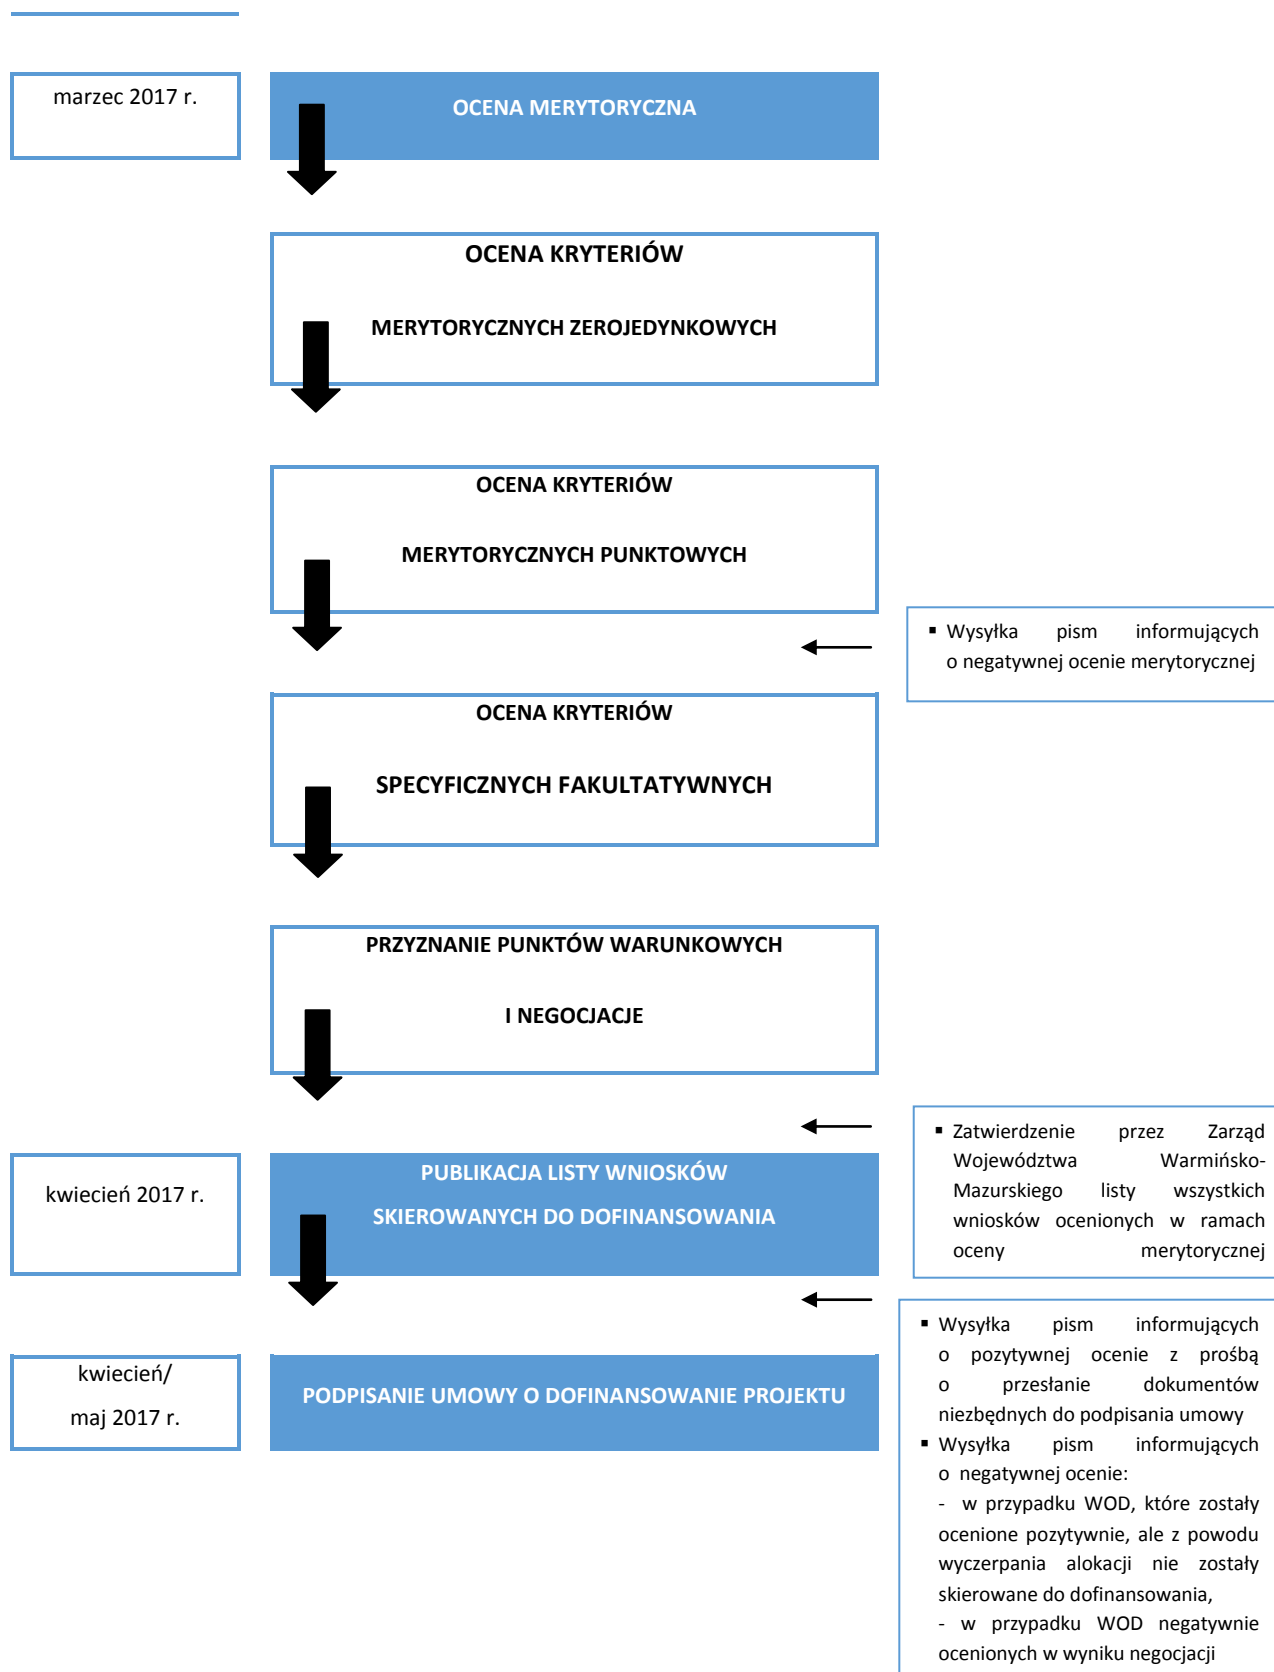 marzec 2017 r.
OCENA MERYTORYCZNA
OCENA KRYTERIÓW
MERYTORYCZNYCH ZEROJEDYNKOWYCH
OCENA KRYTERIÓW
MERYTORYCZNYCH PUNKTOWYCH
▪ Wysyłka pism informujących
o negatywnej ocenie merytorycznej
OCENA KRYTERIÓW
SPECYFICZNYCH FAKULTATYWNYCH
PRZYZNANIE PUNKTÓW WARUNKOWYCH
I NEGOCJACJE
▪ Zatwierdzenie przez Zarząd
Województwa Warmińsko-
Mazurskiego listy wszystkich
wniosków ocenionych w ramach
oceny merytorycznej
kwiecień 2017 r.
PUBLIKACJA LISTY WNIOSKÓW
SKIEROWANYCH DO DOFINANSOWANIA
kwiecień/
maj 2017 r.
PODPISANIE UMOWY O DOFINANSOWANIE PROJEKTU
▪ Wysyłka pism informujących
o pozytywnej ocenie z prośbą
o przesłanie dokumentów
niezbędnych do podpisania umowy
▪ Wysyłka pism informujących
o negatywnej ocenie:
- w przypadku WOD, które zostały
ocenione pozytywnie, ale z powodu
wyczerpania alokacji nie zostały
skierowane do dofinansowania,
- w przypadku WOD negatywnie
ocenionych w wyniku negocjacji